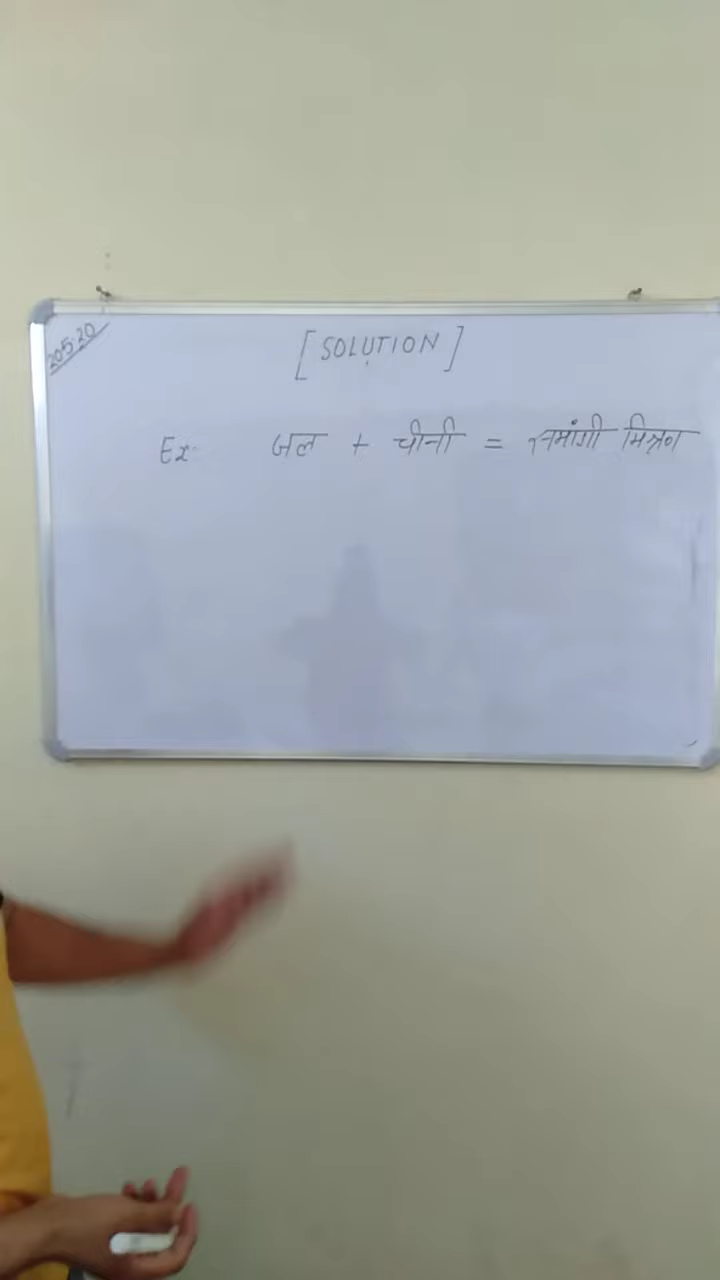 20.5.20
[SOLUTION]
Ex:- जल + चीनी = समांगी मिश्रण